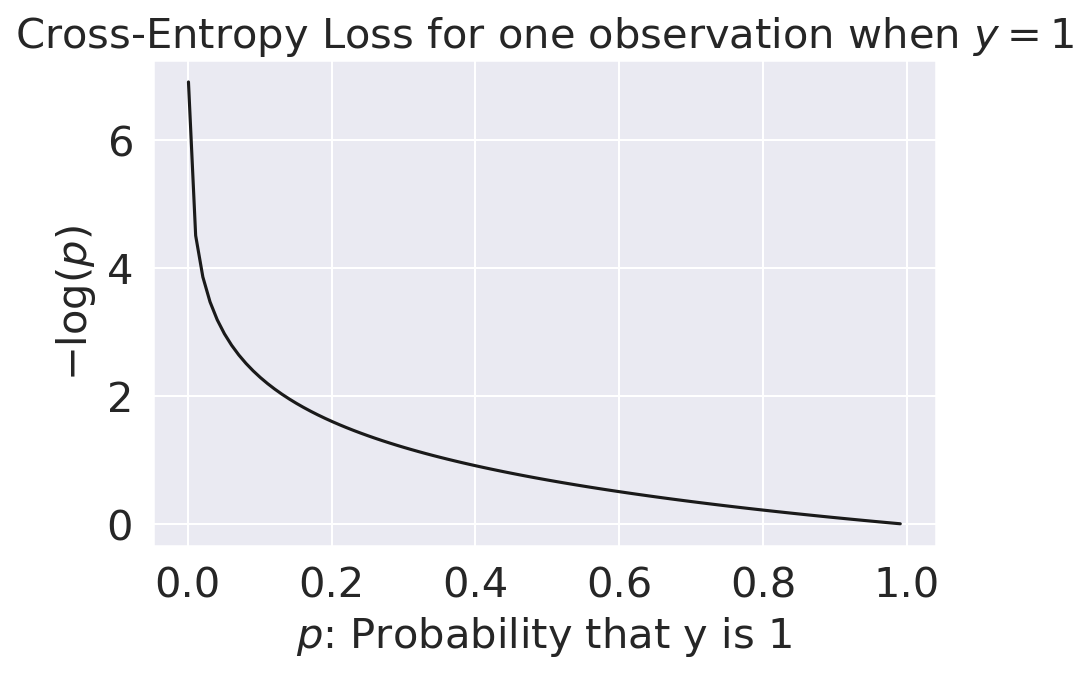 Cross-Entropy Loss for one observation when y = 1
−log(p)
6
4
2
0
0.0 0.2 0.4 0.6 0.8 1.0
p: Probability that y is 1